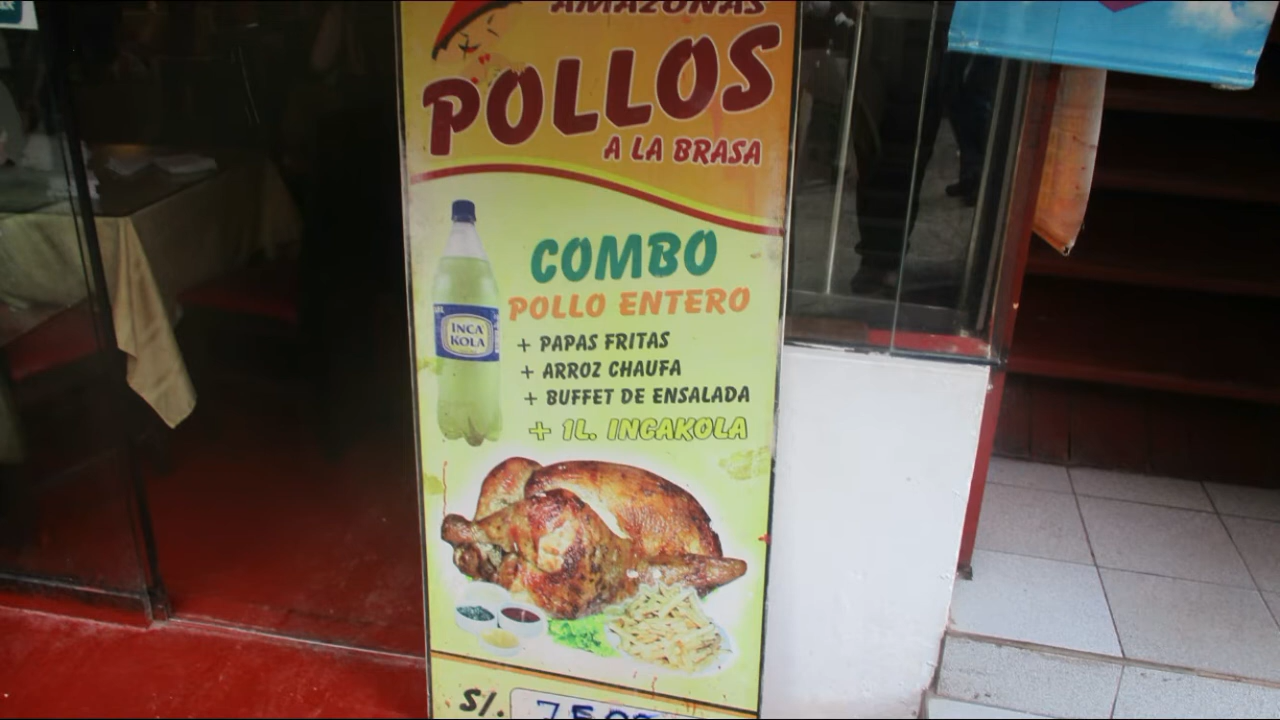 AMAZONAS
POLLOS
A LA BRASA
COMBO
POLLO ENTERO
+ PAPAS FRITAS
+ ARROZ CHAUFA
+ BUFFET DE ENSALADA
+ 1L. INCAKOLA
INCA
KOLA
S/.